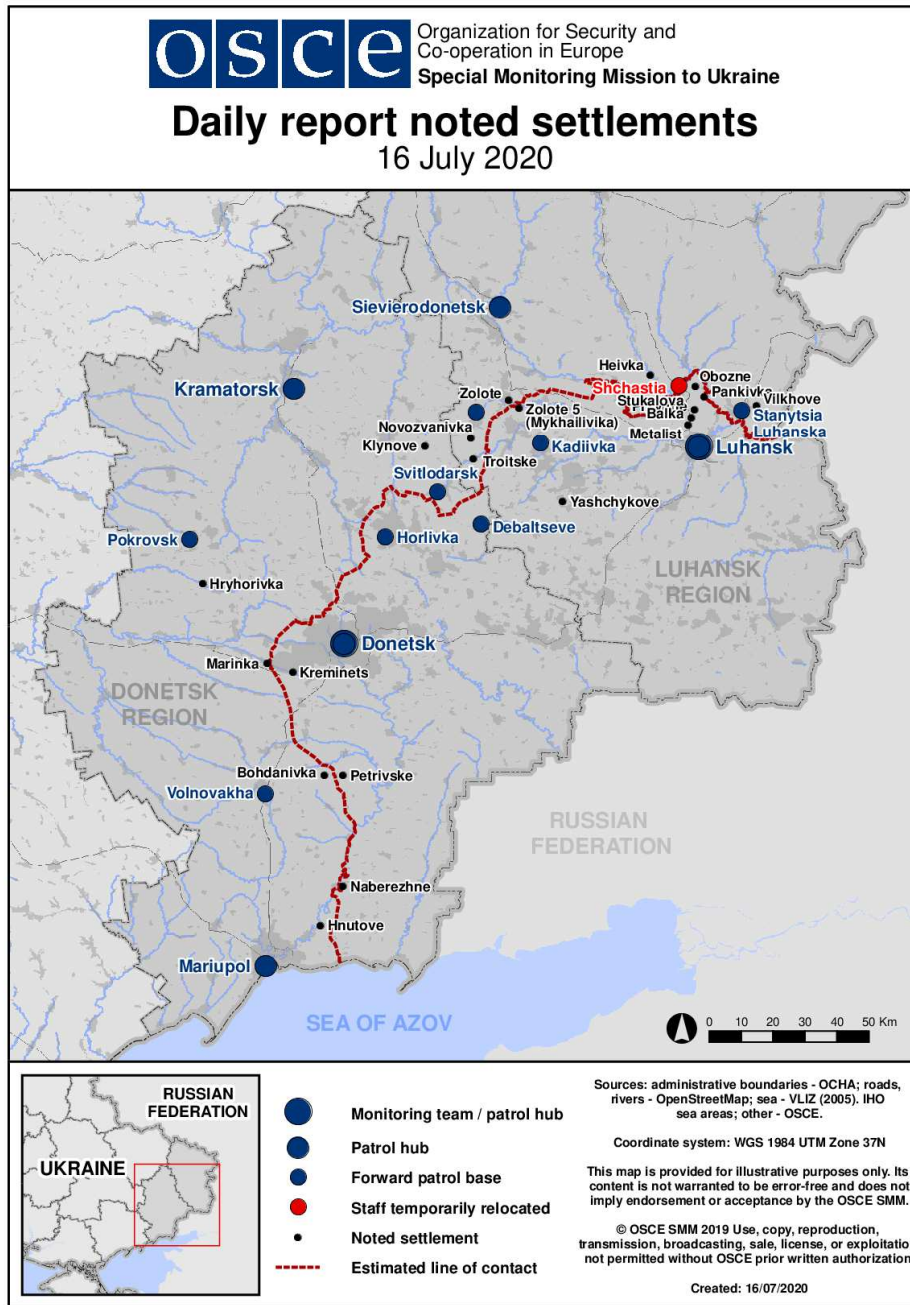 osce
Organization for Security and
Co-operation in Europe
Special Monitoring Mission to Ukraine
Daily report noted settlements
16 July 2020
Sievierodonetsk
Kramatorsk
Heivka
Shchastia
Obozne
Pankivka
Vilkhove
Zolote
Zolote 5
(Mykhailivika)
Stukalova
Balka
Stanytsia
Luhanska
Novozvanivka
Metalist
Klynove
Kadiivka
Luhansk
Troitske
Svitlodarsk
Yashchykove
Debaltseve
Horlivka
Pokrovsk
LUHANSK
REGION
Hryhorivka
Donetsk
Marinka
Kreminets
DONETSK
REGION
Bohdanivka
Petrivske
Volnovakha
RUSSIAN
FEDERATION
Naberezhne
Hnutove
Mariupol
SEA OF AZOV
0 10 20 30 40 50 Km
RUSSIAN
FEDERATION
UKRAINE
Monitoring team / patrol hub
Patrol hub
Forward patrol base
Staff temporarily relocated
Noted settlement
Estimated line of contact
Sources: administrative boundaries - OCHA; roads,
rivers - OpenStreetMap; sea - VLIZ (2005). IHO
sea areas; other - OSCE.
Coordinate system: WGS 1984 UTM Zone 37N
This map is provided for illustrative purposes only. Its
content is not warranted to be error-free and does not
imply endorsement or acceptance by the OSCE SMM.
© OSCE SMM 2019 Use, copy, reproduction,
transmission, broadcasting, sale, license, or exploitatio
not permitted without OSCE prior written authorization
Created: 16/07/2020